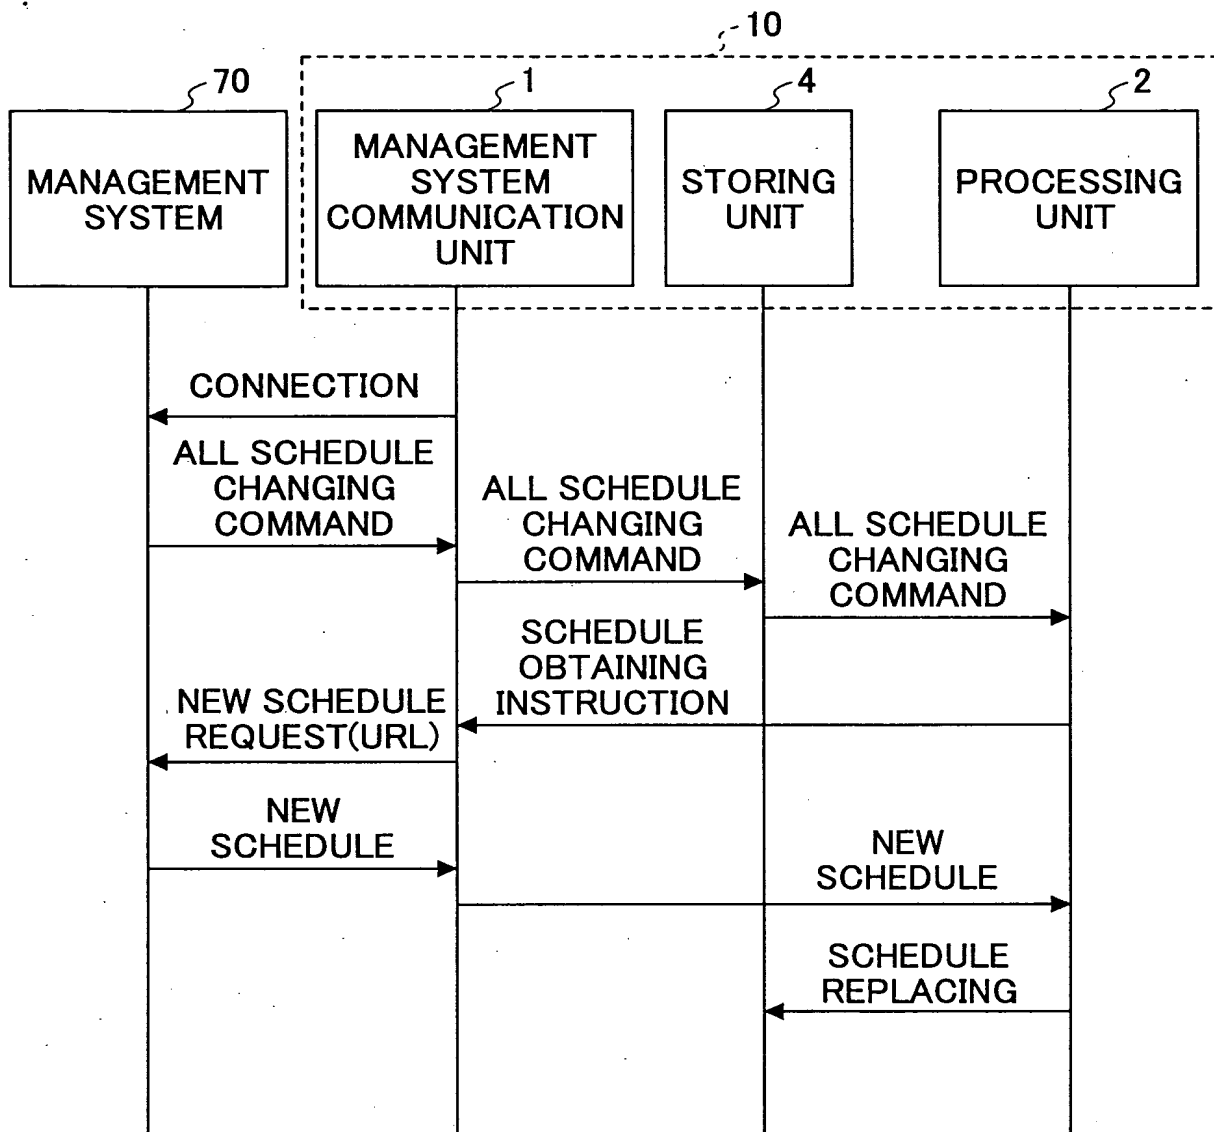 10
70
1
4
2
MANAGEMENT
SYSTEM
MANAGEMENT
SYSTEM
COMMUNICATION
UNIT
STORING
UNIT
PROCESSING
UNIT
CONNECTION
ALL SCHEDULE
CHANGING
COMMAND
ALL SCHEDULE
CHANGING
COMMAND
ALL SCHEDULE
CHANGING
COMMAND
SCHEDULE
OBTAINING
INSTRUCTION
NEW SCHEDULE
REQUEST(URL)
NEW
SCHEDULE
NEW
SCHEDULE
SCHEDULE
REPLACING